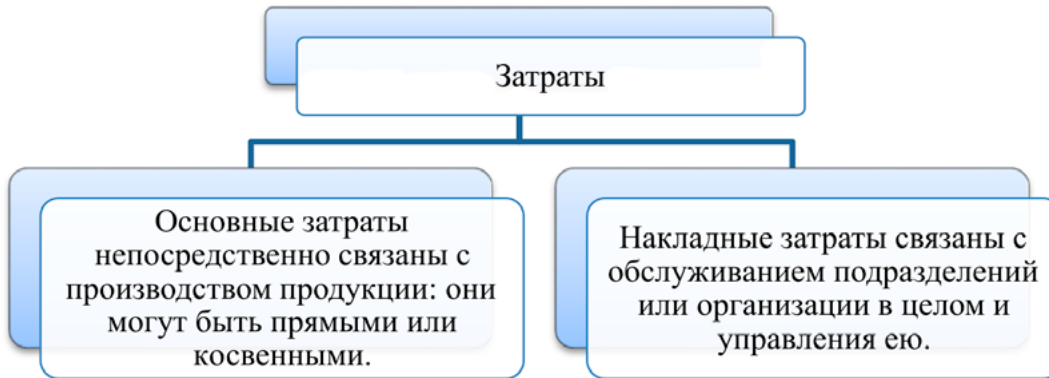 Затраты
Основные затраты
непосредственно связаны с
производством продукции: они
могут быть прямыми или
косвенными.
Накладные затраты связаны с
обслуживанием подразделений
или организации в целом и
управления ею.